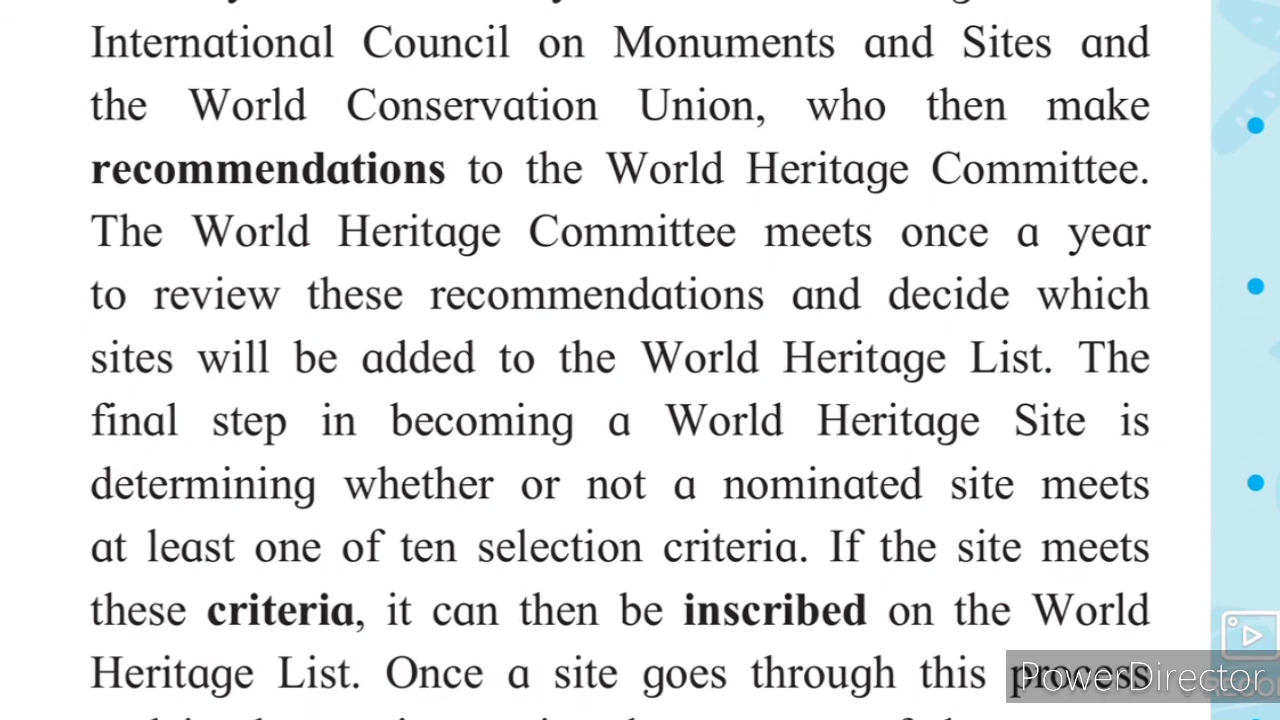 International Council on Monuments and Sites and
the World Conservation Union, who then make
recommendations to the World Heritage Committee.
The World Heritage Committee meets once a year
to review these recommendations and decide which
sites will be added to the World Heritage List. The
final step in becoming a World Heritage Site is
determining whether or not a nominated site meets
at least one of ten selection criteria. If the site meets
these criteria, it can then be inscribed on the World
Heritage List. Once a site goes through this process
PowerDirector